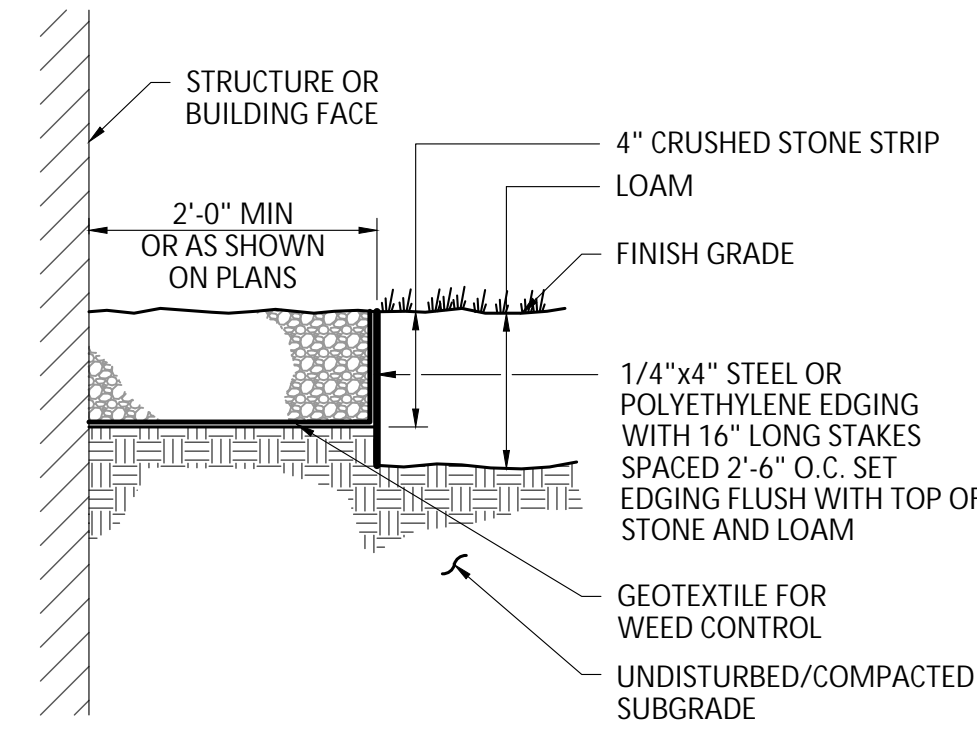 STRUCTURE OR
BUILDING FACE
2'-0" MIN
OR AS SHOWN
ON PLANS
4" CRUSHED STONE STRIP
LOAM
FINISH GRADE
1/4"x4" STEEL OR
POLYETHYLENE EDGING
WITH 16" LONG STAKES
SPACED 2'-6" O.C. SET
EDGING FLUSH WITH TOP OF
STONE AND LOAM
GEOTEXTILE FOR
WEED CONTROL
UNDISTURBED/COMPACTED
SUBGRADE